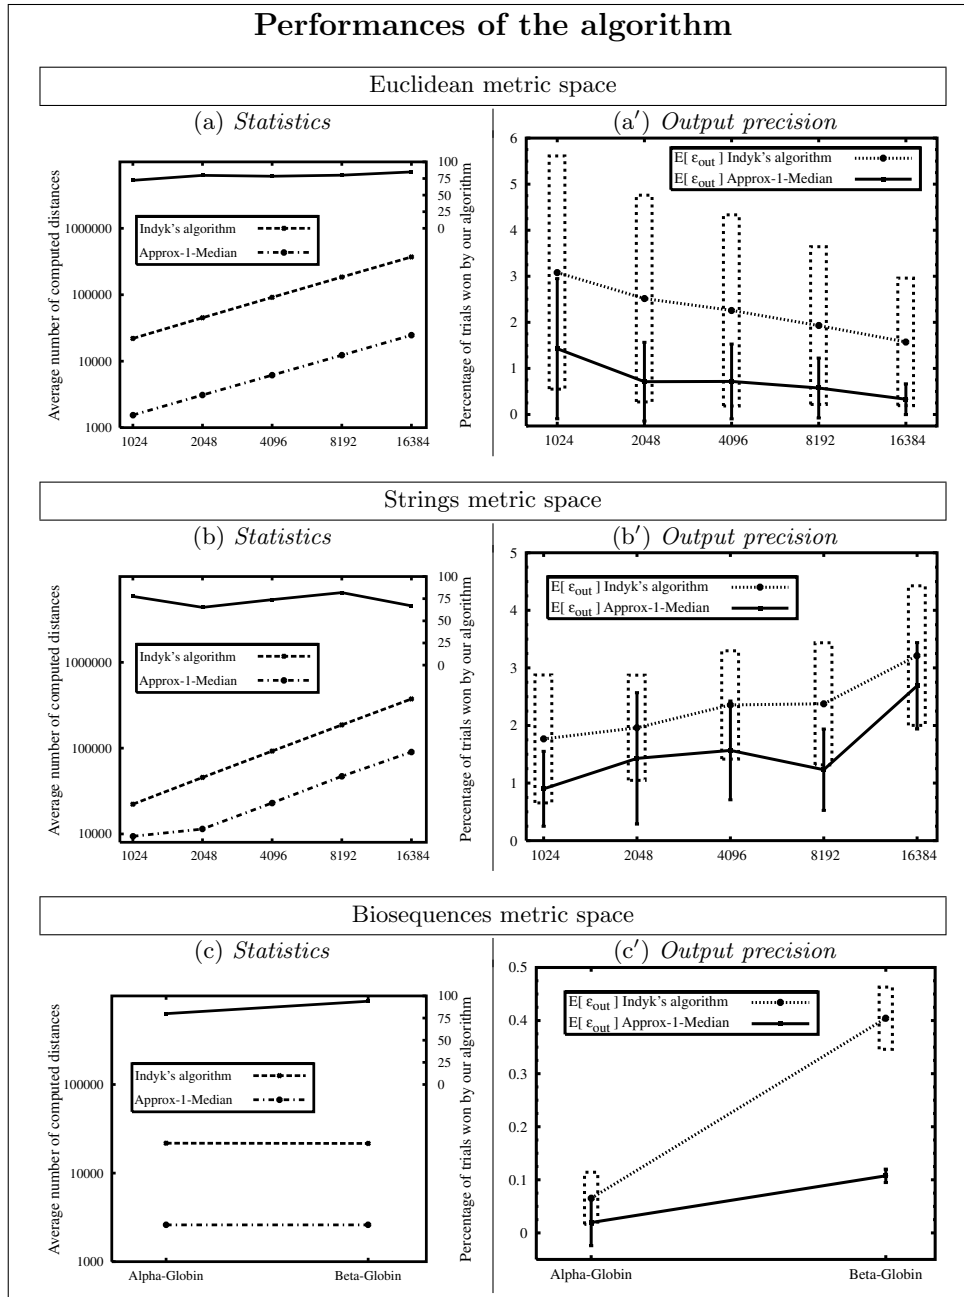 Performances of the algorithm
Euclidean metric space
(a) Statistics
Average number of computed distances
1000000
100000
10000
1000
Indyk's algorithm
Approx-1-Median
1024 2048 4096 8192 16384
100
75
50
25
0
Percentage of trials won by our algorithm
(a′) Output precision
6
5
4
3
2
1
0
E[ εout ] Indyk's algorithm
E[ εout ] Approx-1-Median
1024 2048 4096 8192 16384
Strings metric space
(b) Statistics
Average number of computed distances
1000000
100000
10000
Indyk's algorithm
Approx-1-Median
1024 2048 4096 8192 16384
100
75
50
25
0
Percentage of trials won by our algorithm
(b′) Output precision
5
4
3
2
1
0
E[ εout ] Indyk's algorithm
E[ εout ] Approx-1-Median
1024 2048 4096 8192 16384
Biosequences metric space
(c) Statistics
Average number of computed distances
100000
10000
1000
Indyk's algorithm
Approx-1-Median
Alpha-Globin Beta-Globin
100
75
50
25
0
Percentage of trials won by our algorithm
(c′) Output precision
0.5
0.4
0.3
0.2
0.1
0
E[ εout ] Indyk's algorithm
E[ εout ] Approx-1-Median
Alpha-Globin Beta-Globin